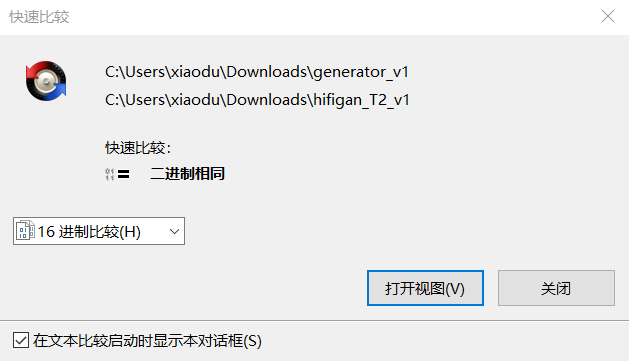 快速比较
C:\Users\xiaodu\Downloads\generator_v1
C:\Users\xiaodu\Downloads\hifigan_T2_v1
快速比较：
二进制相同
16 进制比较(H)
打开视图(V)
关闭
在文本比较启动时显示本对话框(S)